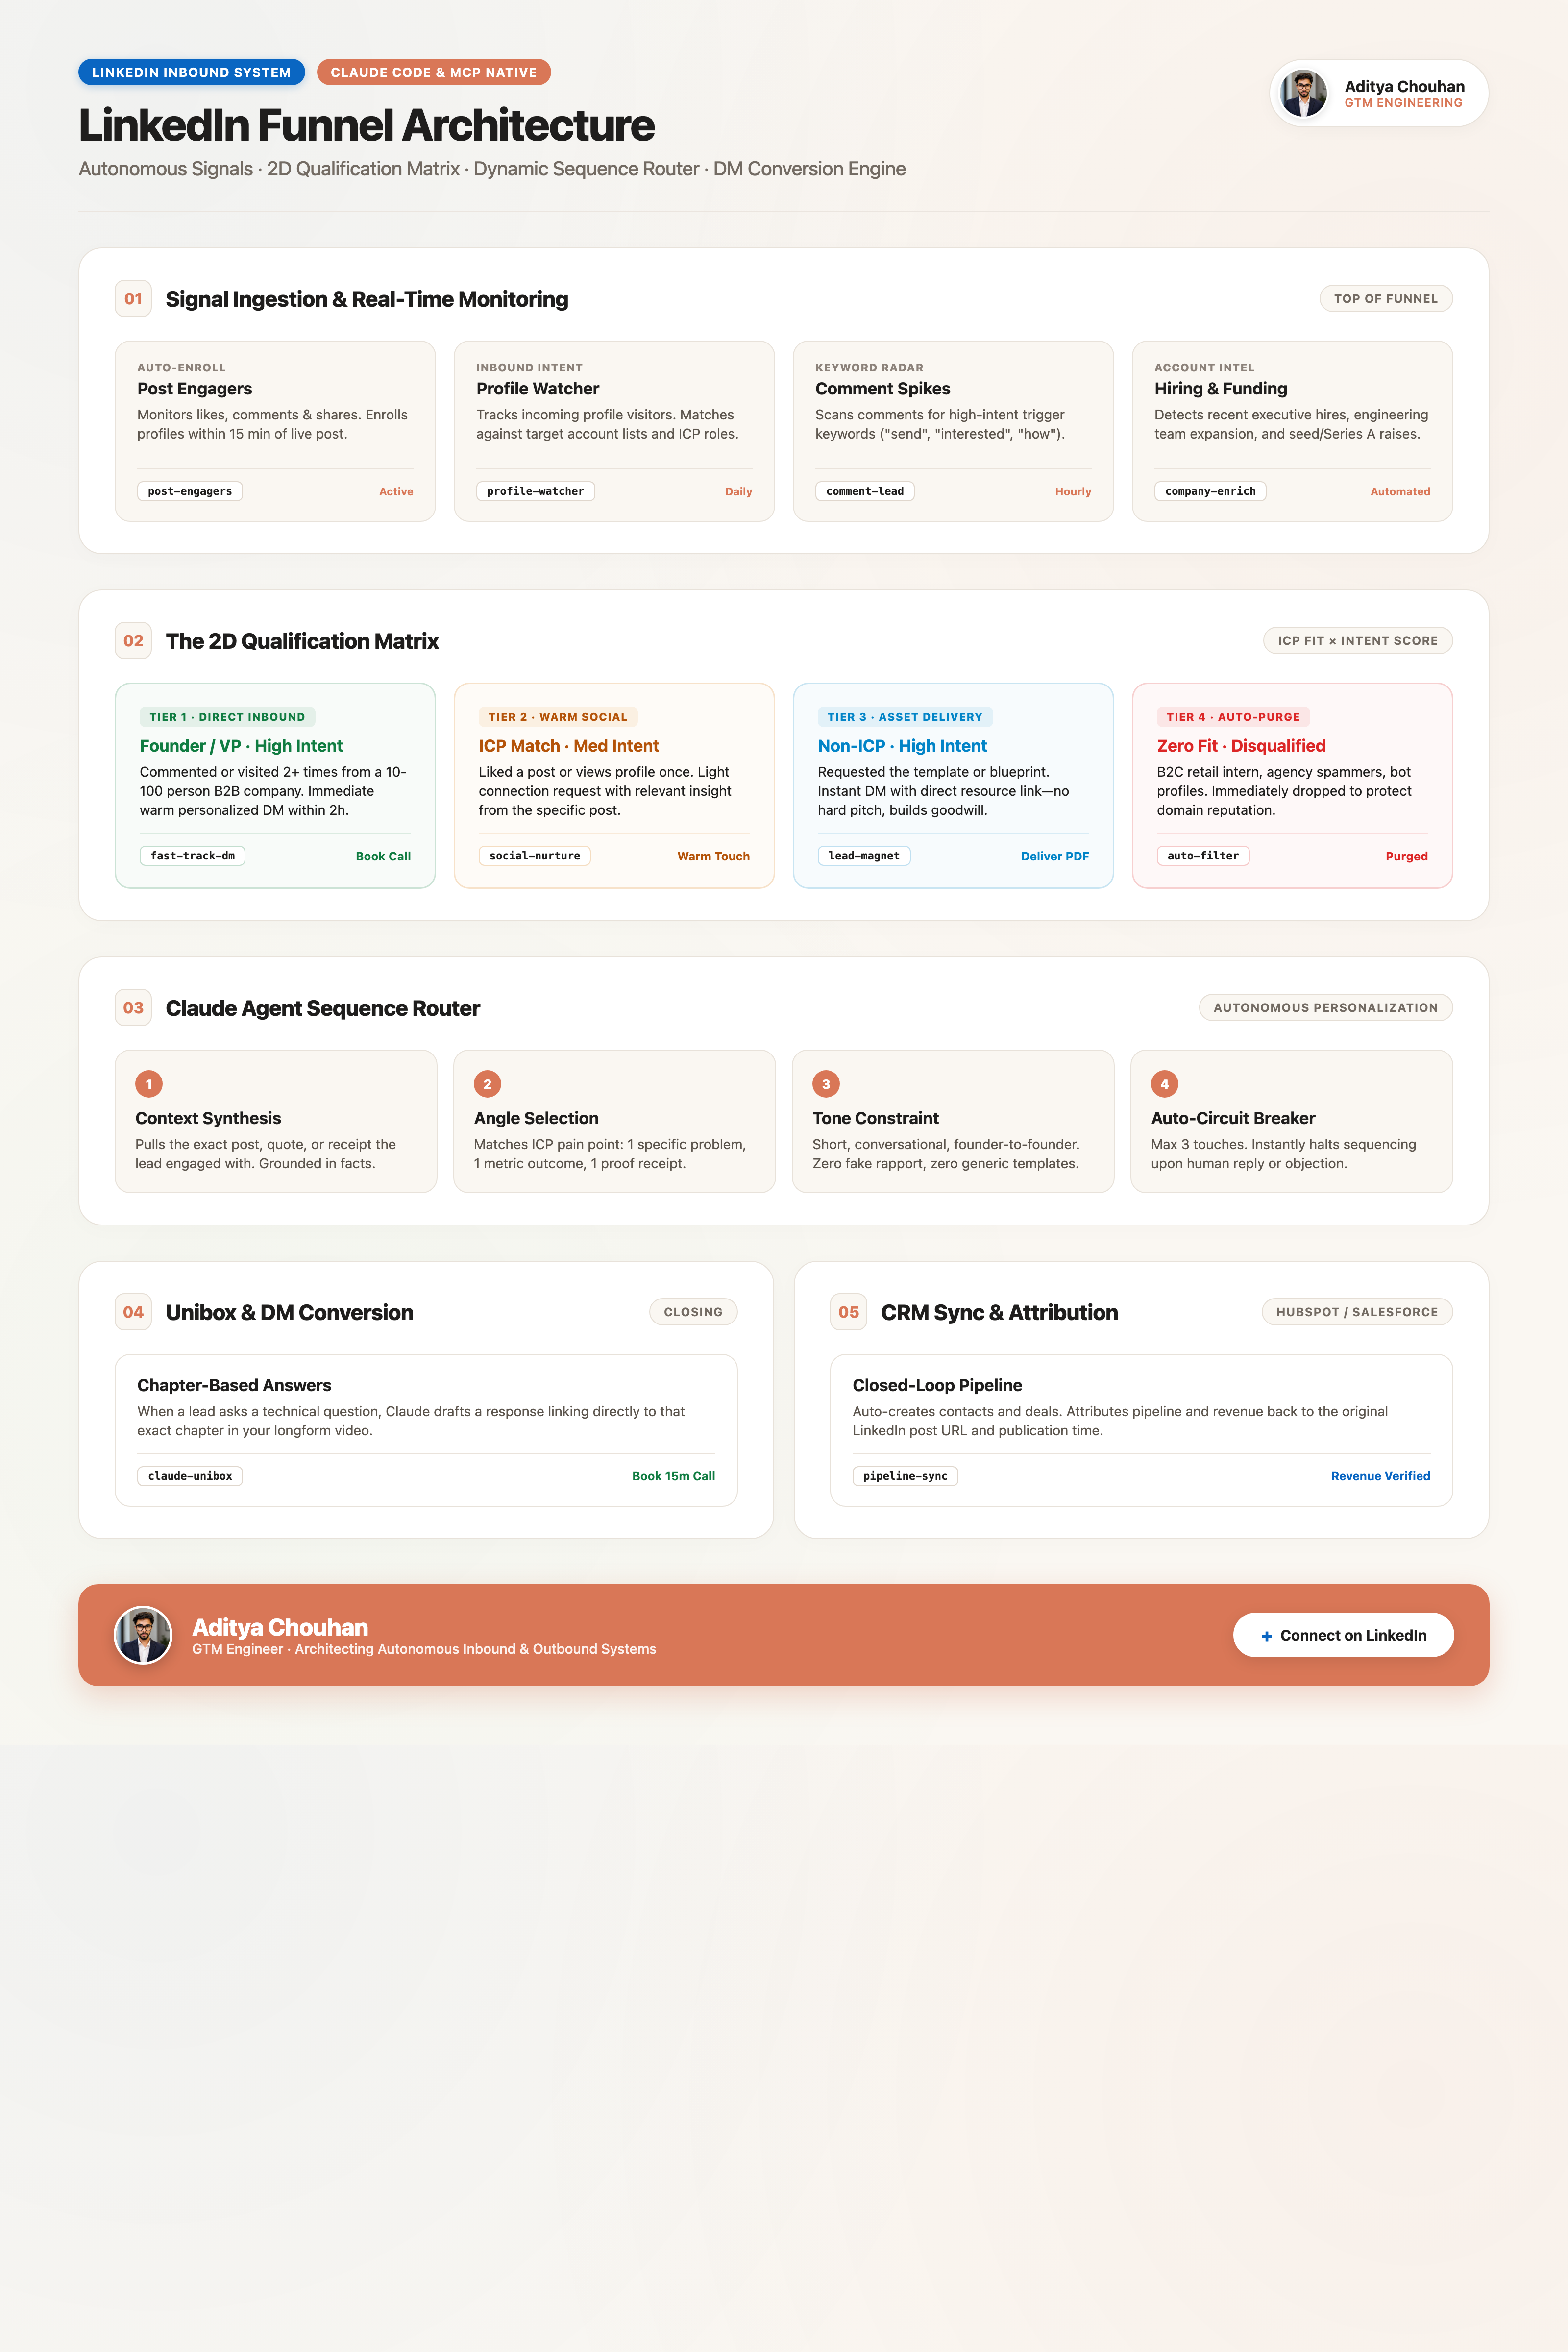 LINKEDIN INBOUND SYSTEM
CLAUDE CODE & MCP NATIVE
LinkedIn Funnel Architecture
Autonomous Signals · 2D Qualification Matrix · Dynamic Sequence Router · DM Conversion Engine
Aditya Chouhan
GTM ENGINEERING
01
Signal Ingestion & Real-Time Monitoring
TOP OF FUNNEL
AUTO-ENROLL
Post Engagers
Monitors likes, comments & shares. Enrolls
profiles within 15 min of live post.
post-engagers
Active
INBOUND INTENT
Profile Watcher
Tracks incoming profile visitors. Matches
against target account lists and ICP roles.
profile-watcher
Daily
KEYWORD RADAR
Comment Spikes
Scans comments for high-intent trigger
keywords ("send", "interested", "how").
comment-lead
Hourly
ACCOUNT INTEL
Hiring & Funding
Detects recent executive hires, engineering
team expansion, and seed/Series A raises.
company-enrich
Automated
02
The 2D Qualification Matrix
ICP FIT × INTENT SCORE
TIER 1 · DIRECT INBOUND
Founder / VP · High Intent
Commented or visited 2+ times from a 10-
100 person B2B company. Immediate
warm personalized DM within 2h.
fast-track-dm
Book Call
TIER 2 · WARM SOCIAL
ICP Match · Med Intent
Liked a post or views profile once. Light
connection request with relevant insight
from the specific post.
social-nurture
Warm Touch
TIER 3 · ASSET DELIVERY
Non-ICP · High Intent
Requested the template or blueprint.
Instant DM with direct resource link—no
hard pitch, builds goodwill.
lead-magnet
Deliver PDF
TIER 4 · AUTO-PURGE
Zero Fit · Disqualified
B2C retail intern, agency spammers, bot
profiles. Immediately dropped to protect
domain reputation.
auto-filter
Purged
03
Claude Agent Sequence Router
AUTONOMOUS PERSONALIZATION
1
Context Synthesis
Pulls the exact post, quote, or receipt the
lead engaged with. Grounded in facts.
2
Angle Selection
Matches ICP pain point: 1 specific problem,
1 metric outcome, 1 proof receipt.
3
Tone Constraint
Short, conversational, founder-to-founder.
Zero fake rapport, zero generic templates.
4
Auto-Circuit Breaker
Max 3 touches. Instantly halts sequencing
upon human reply or objection.
04
Unibox & DM Conversion
CLOSING
Chapter-Based Answers
When a lead asks a technical question, Claude drafts a response linking directly to that
exact chapter in your longform video.
claude-unibox
Book 15m Call
05
CRM Sync & Attribution
HUBSPOT / SALESFORCE
Closed-Loop Pipeline
Auto-creates contacts and deals. Attributes pipeline and revenue back to the original
LinkedIn post URL and publication time.
pipeline-sync
Revenue Verified
Aditya Chouhan
GTM Engineer · Architecting Autonomous Inbound & Outbound Systems
+ Connect on LinkedIn